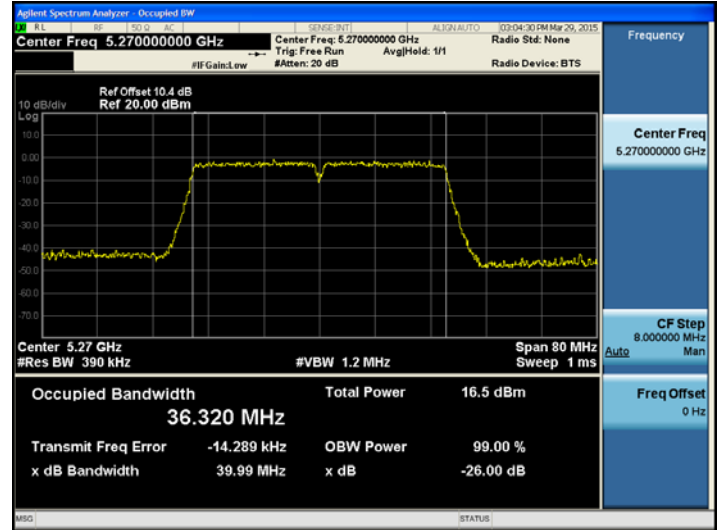 Agilent Spectrum Analyzer - Occupied BW
RL RF 50 Ω AC SENSE:INT ALIGN AUTO 03:04:30 PM Mar 29, 2015
Center Freq 5.270000000 GHz
Center Freq: 5.270000000 GHz
Radio Std: None
Trig: Free Run Avg|Hold: 1/1
#IFGain:Low
#Atten: 20 dB
Radio Device: BTS
Frequency
Ref Offset 10.4 dB
10 dB/div Ref 20.00 dBm
Log
10.0
0.00
-10.0
-20.0
-30.0
-40.0
-50.0
-60.0
-70.0
Center Freq
5.270000000 GHz
Center 5.27 GHz Span 80 MHz
#Res BW 390 kHz #VBW 1.2 MHz Sweep 1 ms
CF Step
8.000000 MHz
Auto Man
Occupied Bandwidth Total Power 16.5 dBm
36.320 MHz
Transmit Freq Error -14.289 kHz OBW Power 99.00 %
x dB Bandwidth 39.99 MHz x dB -26.00 dB
Freq Offset
0 Hz
MSG STATUS